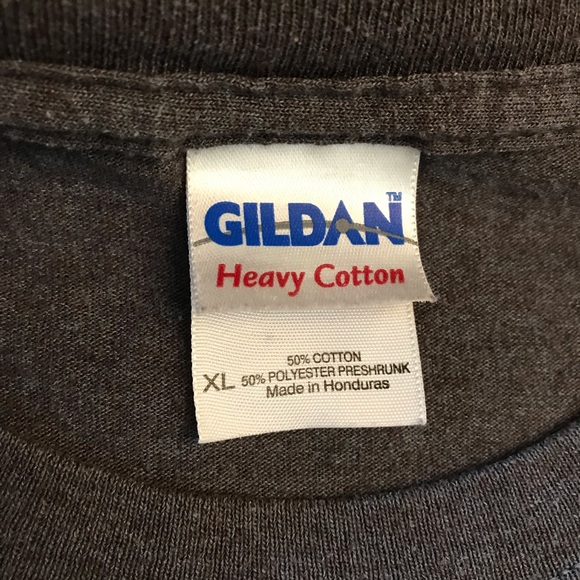 GILDAN™
Heavy Cotton
50% COTTON
XL 50% POLYESTER PRESHRUNK
Made in Honduras